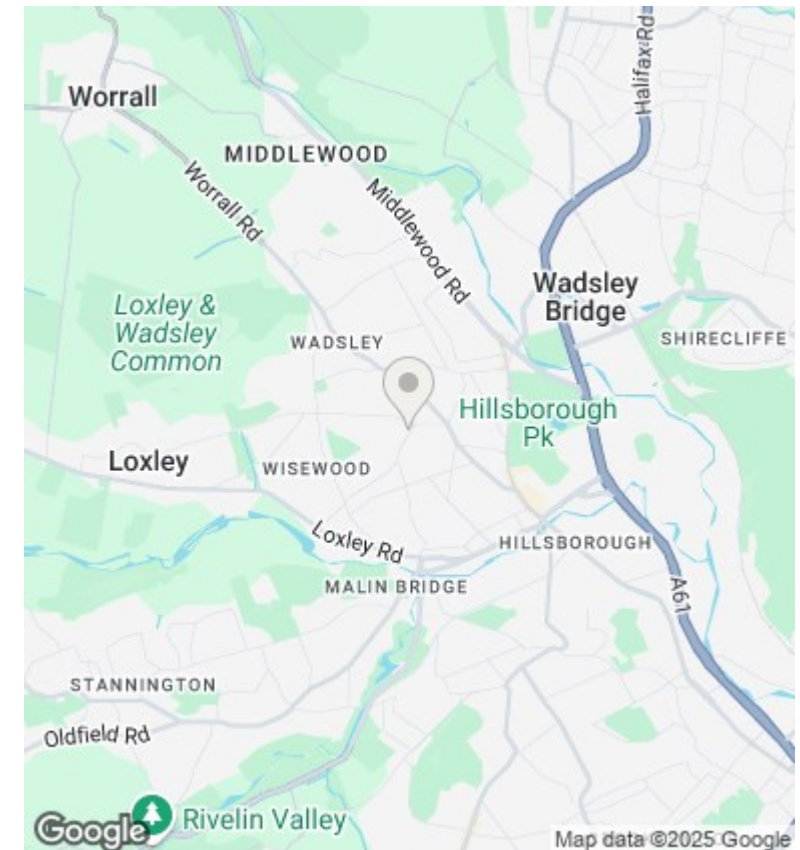 Halifax Rd
Worrall
MIDDLEWOOD
Worrall Rd
Middlewood Rd
Wadsley
Bridge
Loxley &
Wadsley
Common
WADSLEY
SHIRECLIFFE
Hillsborough
Pk
Loxley
WISEWOOD
Loxley Rd
HILLSBOROUGH
MALIN BRIDGE
A61
STANNINGTON
Oldfield Rd
Rivelin Valley
Google
Map data ©2025 Google